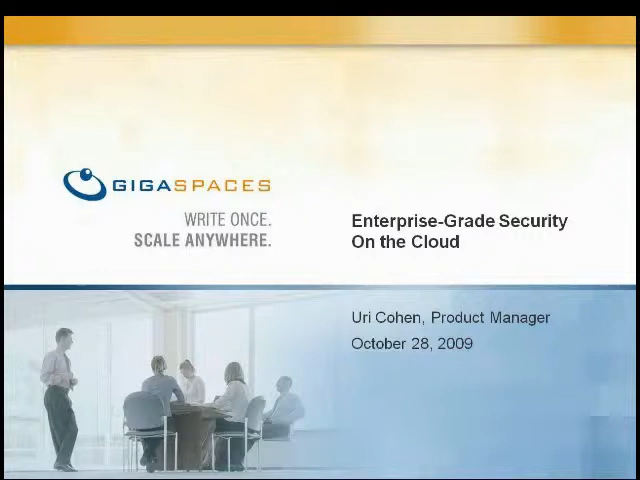 GIGASPACES
WRITE ONCE.
SCALE ANYWHERE.
Enterprise-Grade Security
On the Cloud
Uri Cohen, Product Manager
October 28, 2009